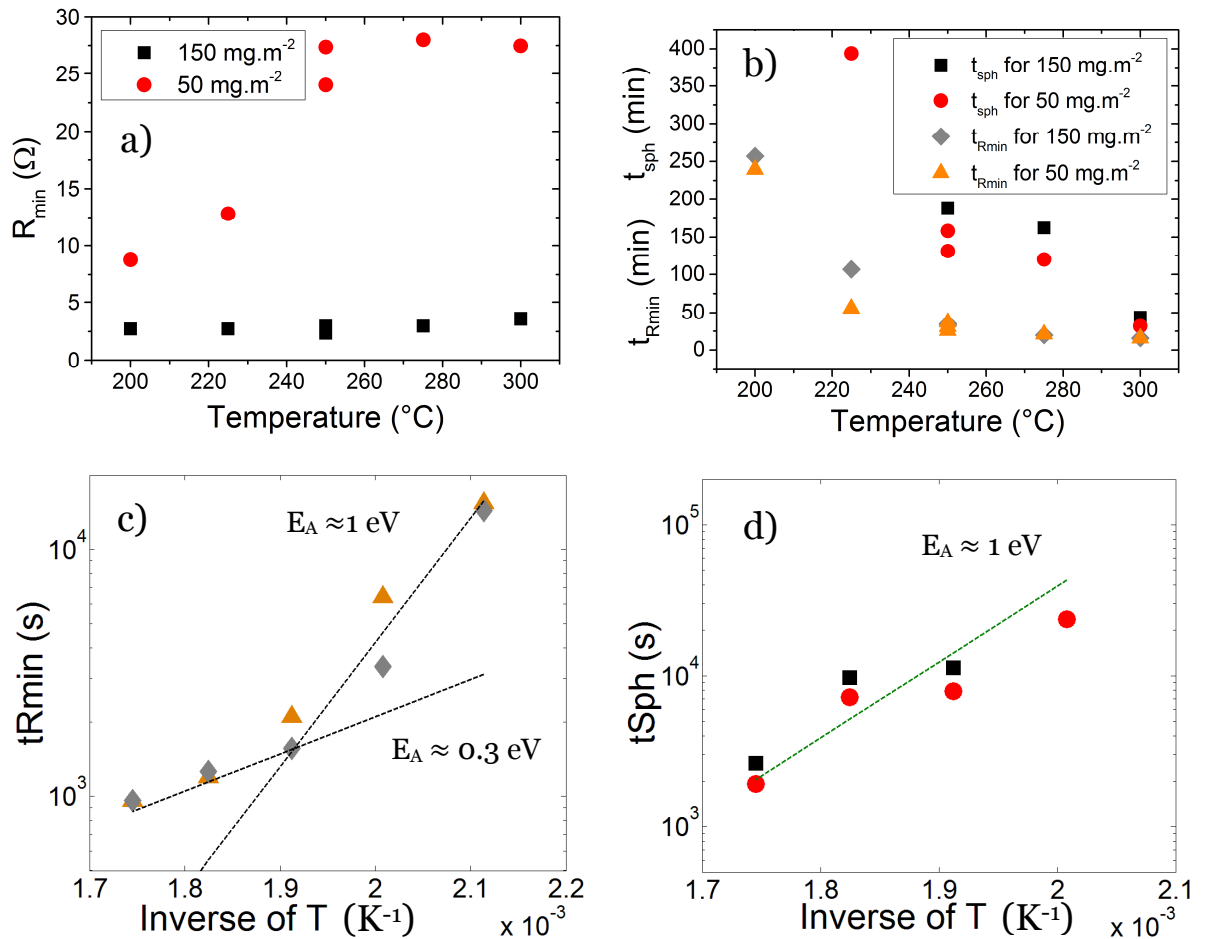 a)
30
25
20
15
10
5
0
150 mg.m⁻²
50 mg.m⁻²
R_min (Ω)
200 220 240 260 280 300
Temperature (°C)
b)
400
350
300
250
200
150
100
50
0
t_sph for 150 mg.m⁻²
t_sph for 50 mg.m⁻²
t_Rmin for 150 mg.m⁻²
t_Rmin for 50 mg.m⁻²
t_sph (min)
t_Rmin (min)
200 220 240 260 280 300
Temperature (°C)
c)
E_A ≈1 eV
E_A ≈ 0.3 eV
10⁴
10³
tRmin (s)
1.7 1.8 1.9 2 2.1 2.2
Inverse of T (K⁻¹)
x 10⁻³
d)
E_A ≈ 1 eV
10⁵
10⁴
10³
tSph (s)
1.7 1.8 1.9 2 2.1
Inverse of T (K⁻¹)
x 10⁻³